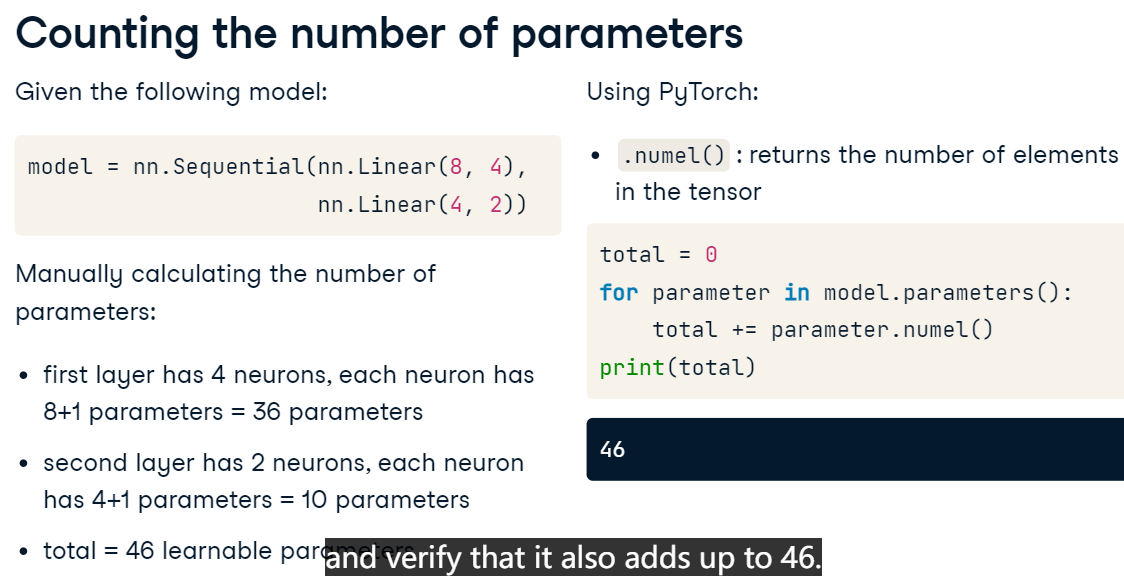 Counting the number of parameters
Given the following model:
model = nn.Sequential(nn.Linear(8, 4),
                      nn.Linear(4, 2))
Manually calculating the number of
parameters:
• first layer has 4 neurons, each neuron has
8+1 parameters = 36 parameters
• second layer has 2 neurons, each neuron
has 4+1 parameters = 10 parameters
• total = 46 learnable parameters
Using PyTorch:
• .numel() : returns the number of elements
in the tensor
total = 0
for parameter in model.parameters():
    total += parameter.numel()
print(total)
46
and verify that it also adds up to 46.